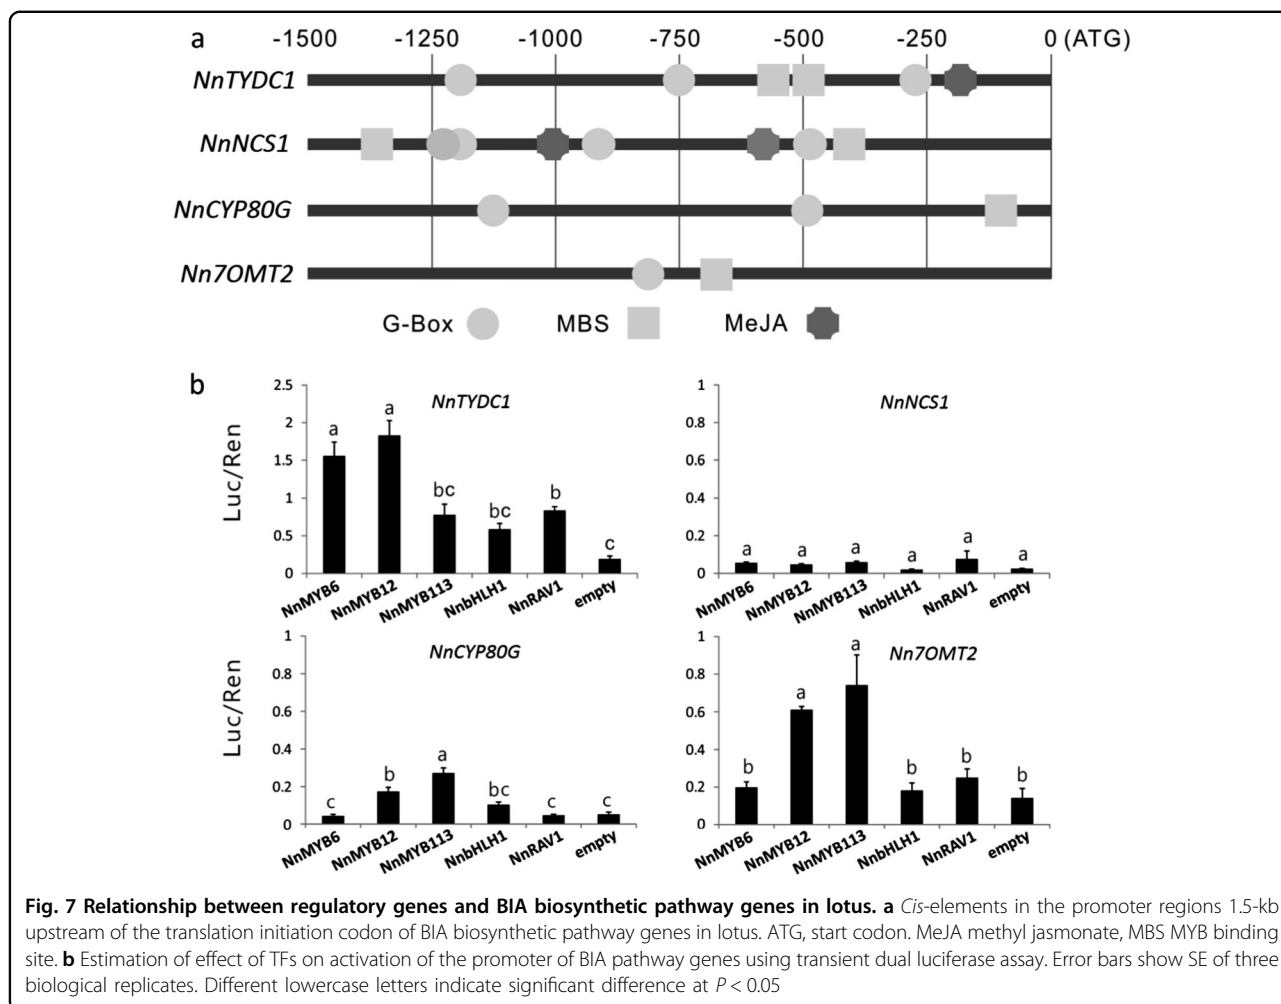 a
-1500 -1250 -1000 -750 -500 -250 0 (ATG)
NnTYDC1
NnNCS1
NnCYP80G
Nn7OMT2
G-Box MBS MeJA
b
Luc/Ren
2.5
2
1.5
1
0.5
0
NnTYDC1
a a bc bc b c
NnMYB6 NnMYB12 NnMYB113 NnbHLH1 NnRAV1 empty
1
0.8
0.6
0.4
0.2
0
NnNCS1
a a a a a a
NnMYB6 NnMYB12 NnMYB113 NnbHLH1 NnRAV1 empty
Luc/Ren
1
0.8
0.6
0.4
0.2
0
NnCYP80G
c b a bc c c
NnMYB6 NnMYB12 NnMYB113 NnbHLH1 NnRAV1 empty
1
0.8
0.6
0.4
0.2
0
Nn7OMT2
b a a b b b
NnMYB6 NnMYB12 NnMYB113 NnbHLH1 NnRAV1 empty
Fig. 7 Relationship between regulatory genes and BIA biosynthetic pathway genes in lotus. a Cis-elements in the promoter regions 1.5-kb
upstream of the translation initiation codon of BIA biosynthetic pathway genes in lotus. ATG, start codon. MeJA methyl jasmonate, MBS MYB binding
site. b Estimation of effect of TFs on activation of the promoter of BIA pathway genes using transient dual luciferase assay. Error bars show SE of three
biological replicates. Different lowercase letters indicate significant difference at P < 0.05